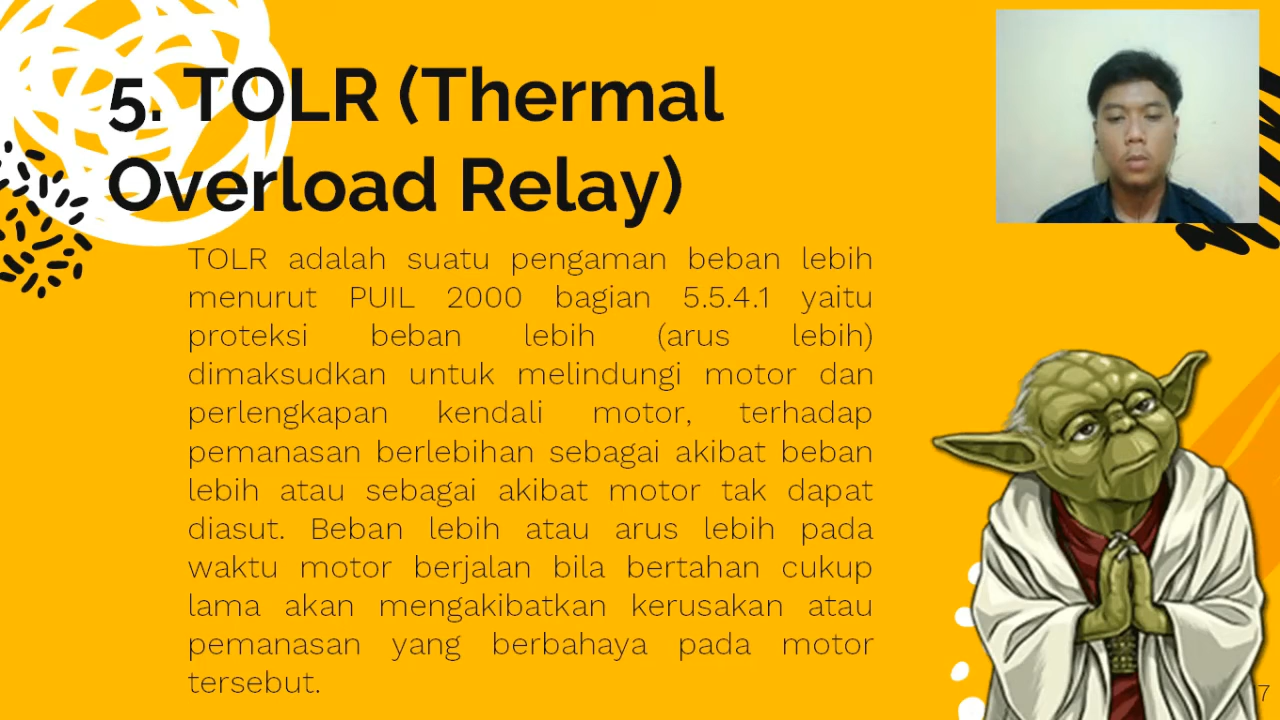 5. TOLR (Thermal
Overload Relay)
TOLR adalah suatu pengaman beban lebih
menurut PUIL 2000 bagian 5.5.4.1 yaitu
proteksi beban lebih (arus lebih)
dimaksudkan untuk melindungi motor dan
perlengkapan kendali motor, terhadap
pemanasan berlebihan sebagai akibat beban
lebih atau sebagai akibat motor tak dapat
diasut. Beban lebih atau arus lebih pada
waktu motor berjalan bila bertahan cukup
lama akan mengakibatkan kerusakan atau
pemanasan yang berbahaya pada motor
tersebut.
7